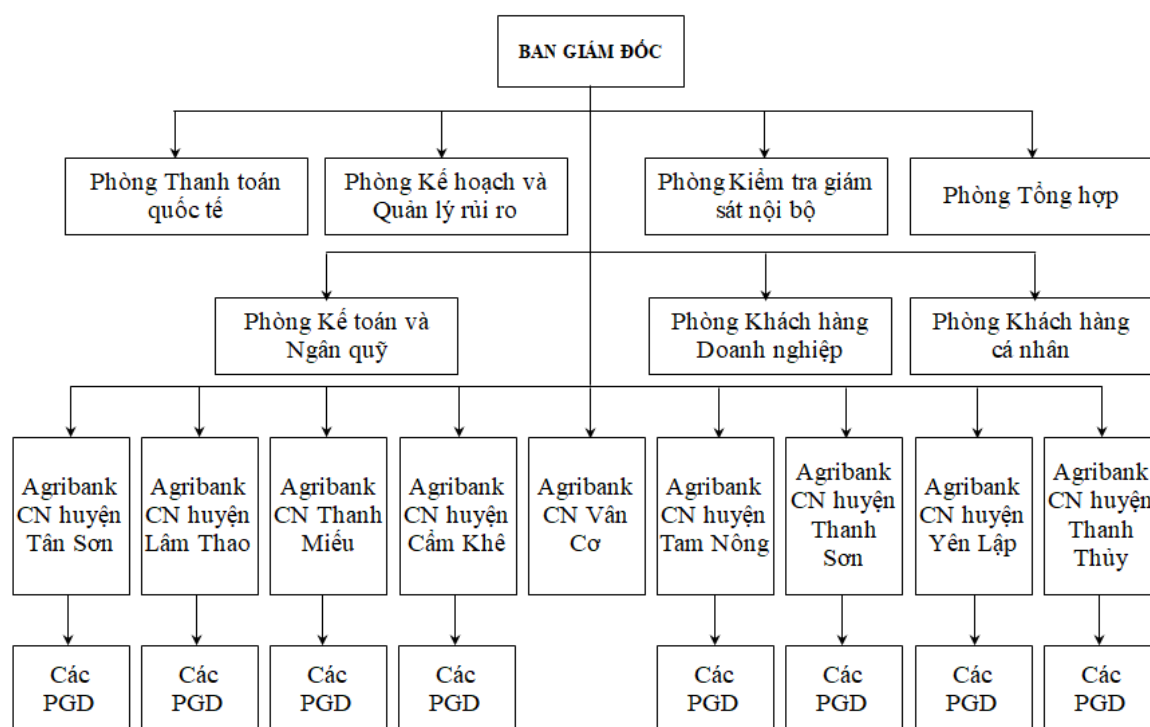 BAN GIÁM ĐỐC
Phòng Thanh toán
quốc tế
Phòng Kế hoạch và
Quản lý rủi ro
Phòng Kiểm tra giám
sát nội bộ
Phòng Tổng hợp
Phòng Kế toán và
Ngân quỹ
Phòng Khách hàng
Doanh nghiệp
Phòng Khách hàng
cá nhân
Agribank
CN huyện
Tân Sơn
Agribank
CN huyện
Lâm Thao
Agribank
CN Thanh
Miếu
Agribank
CN huyện
Cẩm Khê
Agribank
CN Vân
Cơ
Agribank
CN huyện
Tam Nông
Agribank
CN huyện
Thanh
Sơn
Agribank
CN huyện
Yên Lập
Agribank
CN huyện
Thanh
Thủy
Các
PGD
Các
PGD
Các
PGD
Các
PGD
Các
PGD
Các
PGD
Các
PGD
Các
PGD